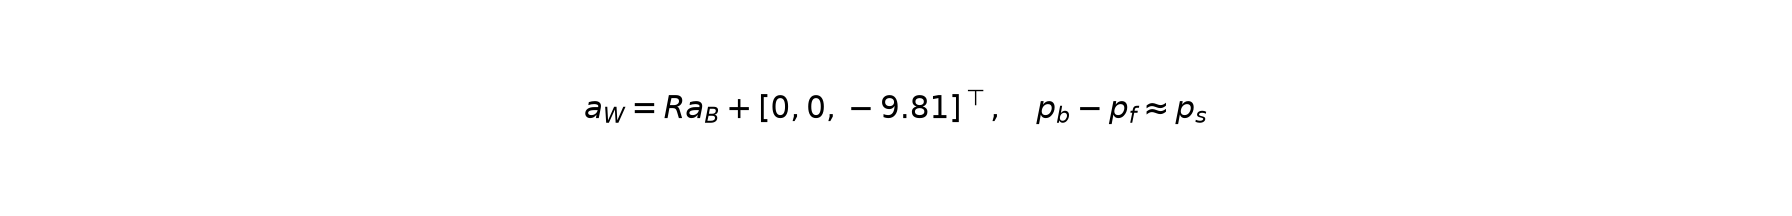 a_W = Ra_B + [0, 0, −9.81]^⊤,  p_b − p_f ≈ p_s